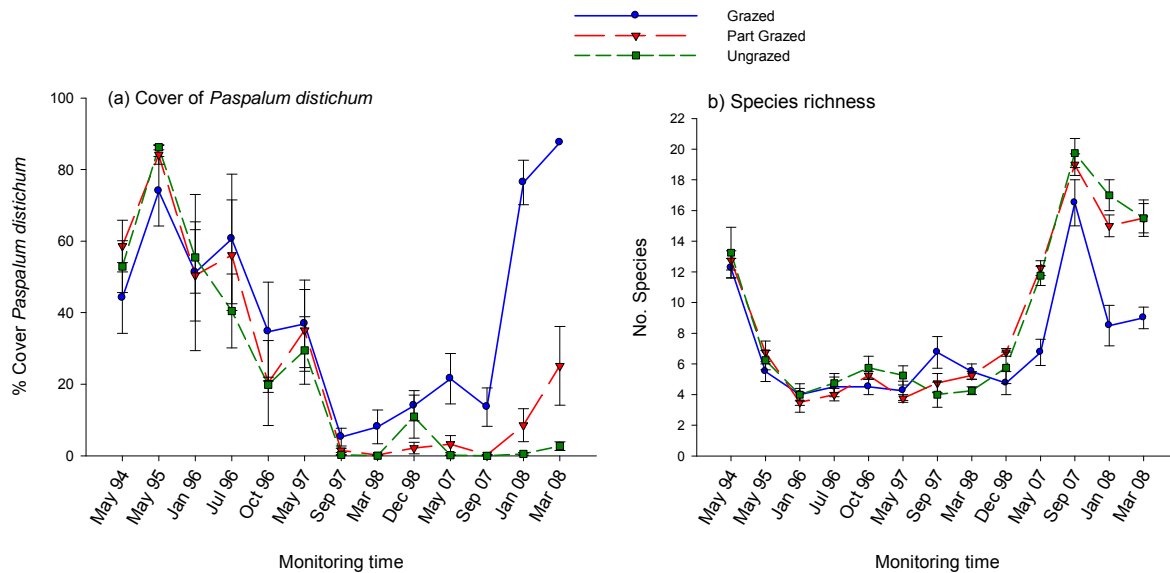 Grazed
Part Grazed
Ungrazed
(a) Cover of Paspalum distichum
% Cover Paspalum distichum
100
80
60
40
20
0
May 94
May 95
Jan 96
Jul 96
Oct 96
May 97
Sep 97
Mar 98
Dec 98
May 07
Sep 07
Jan 08
Mar 08
Monitoring time
b) Species richness
No. Species
22
20
18
16
14
12
10
8
6
4
2
0
May 94
May 95
Jan 96
Jul 96
Oct 96
May 97
Sep 97
Mar 98
Dec 98
May 07
Sep 07
Jan 08
Mar 08
Monitoring time